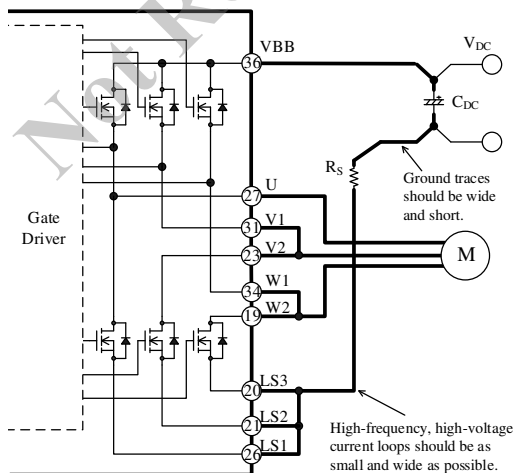 Not R
VBB
36
VDC
CDC
RS
Ground traces
should be wide
and short.
U
27
V1
31
Gate
Driver
V2
23
M
W1
34
W2
19
LS3
20
LS2
21
LS1
26
High-frequency, high-voltage
current loops should be as
small and wide as possible.